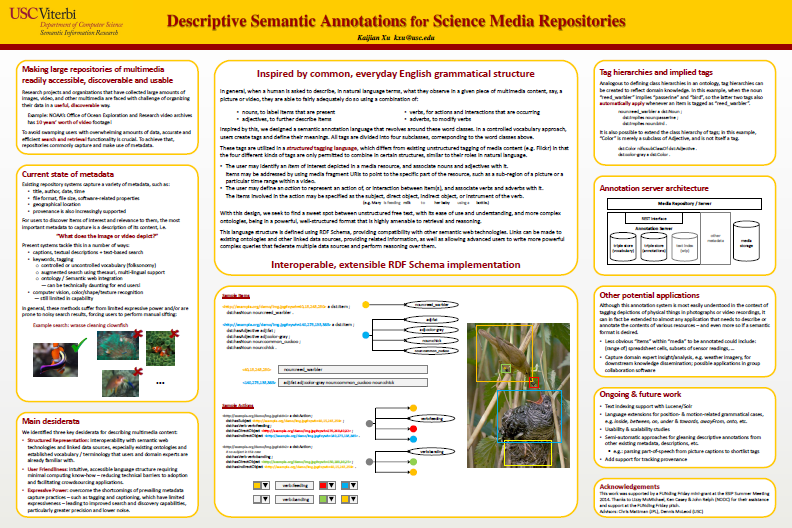 USC Viterbi
Department of Computer Science
Semantic Information Research
Descriptive Semantic Annotations for Science Media Repositories
Kaijian Xu kxu@usc.edu
Making large repositories of multimedia
readily accessible, discoverable and usable
Research projects and organisations that have collected large amounts of
images, video, and other multimedia are faced with challenge of organising
their data in a useful, discoverable way.
Example: NOAA's Office of Ocean Exploration and Research video archives
has 10 years' worth of video footage!
To avoid swamping users with overwhelming amounts of data, accurate and
efficient search and retrieval functionality is crucial. To achieve that,
repositories commonly capture and make use of metadata.
Current state of metadata
Existing repository systems capture a variety of metadata, such as:
• title, author, date, time
• file format, file size, software-related properties
• geographical location
• provenance is also increasingly supported
For users to discover items of interest and relevance to them, the most
important metadata to capture is a description of its content, i.e.
"What does the image or video depict?"
Present systems tackle this in a number of ways:
• captions, textual descriptions + text-based search
• keywords, tagging
o controlled or uncontrolled vocabulary (folksonomy)
o augmented search using thesauri, multi-lingual support
o ontology / Semantic web integration
— can be technically daunting for end users!
• computer vision, color/shape/texture recognition
— still limited in capability
In general, these methods suffer from limited expressive power and/or are
prone to noisy search results, forcing users to perform manual sifting:
Example search: wrasse cleaning clownfish
...
Main desiderata
We identified three key desiderata for describing multimedia content:
• Structured Representation: interoperability with semantic web
technologies and linked data sources, especially existing ontologies and
established vocabulary / terminology that users and domain experts are
already familiar with.
• User Friendliness: intuitive, accessible language structure requiring
minimal computing know-how – reducing technical barriers to adoption
and facilitating crowdsourcing applications.
• Expressive Power: overcome the shortcomings of prevailing metadata
capture practices – such as tagging and captioning, which have limited
expressiveness – leading to improved search and discovery capabilities,
particularly greater precision and lower noise.
Inspired by common, everyday English grammatical structure
In general, when a human is asked to describe, in natural language terms, what they observe in a given piece of multimedia content, say, a
picture or video, they are able to fairly adequately do so using a combination of:
• nouns, to label items that are present
• verbs, for actions and interactions that are occurring
• adjectives, to further describe items
• adverbs, to modify verbs
Inspired by this, we designed a semantic annotation language that revolves around these word classes. In a controlled vocabulary approach,
users create tags and define their meanings. All tags are divided into four subclasses, corresponding to the word classes above.
These tags are utilized in a structured tagging language, which differs from existing unstructured tagging of media content (e.g. Flickr) in that
the four different kinds of tags are only permitted to combine in certain structures, similar to their roles in natural language.
• The user may identify an item of interest depicted in a media resource, and associate nouns and adjectives with it.
Items may be addressed by using media fragment URIs to point to the specific part of the resource, such as a sub-region of a picture or a
particular time range within a video.
• The user may define an action to represent an action of, or interaction between item(s), and associate verbs and adverbs with it.
The items involved in the action may be specified as the subject, direct object, indirect object, or instrument of the verb.
With this design, we seek to find a sweet spot between unstructured free text, with its ease of use and understanding, and more complex
ontologies, being in a powerful, well-structured format that is highly amenable to retrieval and reasoning.
This language structure is defined using RDF Schema, providing compatibility with other semantic web technologies. Links can be made to
existing ontologies and other linked data sources, providing related information, as well as allowing advanced users to write more powerful
complex queries that federate multiple data sources and perform reasoning over them.
Interoperable, extensible RDF Schema implementation
Sample Items
noun:reed_warbler
adj:fat
adj:color-grey
noun:chick
noun:common_cuckoo
noun:reed_warbler
adj:fat adj:color-grey noun:common_cuckoo noun:chick
Sample Actions
verb:feeding
verb:standing
verb:feeding
verb:standing
Tag hierarchies and implied tags
Analogous to defining class hierarchies in an ontology, tag hierarchies can
be created to reflect domain knowledge. In this example, when the noun
"reed_warbler" implies "passerine" and "bird", so the latter two tags also
automatically apply whenever an item is tagged as "reed_warbler".
noun:reed_warbler a dst:Noun ;
dst:implies noun:passerine ;
dst:implies noun:bird .
It is also possible to extend the class hierarchy of tags; in this example,
"Color" is merely a subclass of Adjective, and is not itself a tag.
dst:Color rdfs:subClassOf dst:Adjective .
dst:color-grey a dst:Color .
Annotation server architecture
Media Repository / Server
REST interface
Annotation Server
triple store
(vocabulary)
triple store
(annotations)
text index
(only)
other
metadata
media
storage
Other potential applications
Although this annotation system is most easily understood in the context of
tagging depictions of physical things in photographs or video recordings, it
can in fact be extended to almost any application that needs to describe or
annotate the contents of various resources – and even more so if a semantic
format is desired.
• Less obvious "items" within "media" to be annotated could include:
(range of) spreadsheet cells, subsets of sensor readings, ...
• Capture domain expert insight/analysis, e.g. weather imagery, for
downstream knowledge dissemination; possible applications in group
collaboration software
Ongoing & future work
• Text indexing support with Lucene/Solr
• Language extensions for position- & motion-related grammatical cases,
e.g. inside, between, on, under & towards, awayfrom, onto, etc.
• Usability & scalability studies
• Semi-automatic approaches for gleaning descriptive annotations from
other existing metadata, descriptions, etc.
• e.g.: parsing part-of-speech from picture captions to shortlist tags
• Add support for tracking provenance
Acknowledgements
This work was supported by a FUNding Friday mini-grant at the ESIP Summer Meeting
2014. Thanks to Lizay McMichael, Ken Casey & John Relph (NODC) for their assistance
and support at the FUNding Friday pitch.
Advisors: Chris Mattmann (JPL), Dennis McLeod (USC)